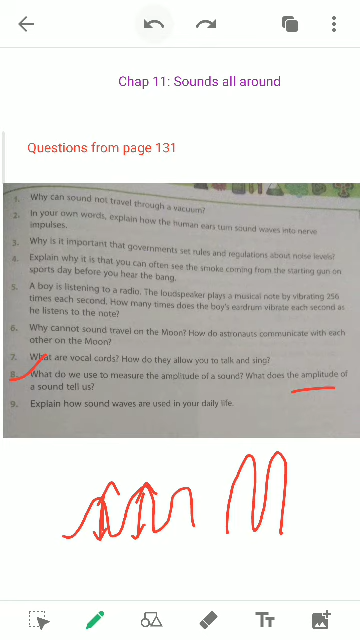 Chap 11: Sounds all around
Questions from page 131
1. Why can sound not travel through a vacuum?
2. In your own words, explain how the human ears turn sound waves into nerve
impulses.
3. Why is it important that governments set rules and regulations about noise levels?
4. Explain why it is that you can often see the smoke coming from the starting gun on
sports day before you hear the bang.
5. A boy is listening to a radio. The loudspeaker plays a musical note by vibrating 256
times each second. How many times does the boy's eardrum vibrate each second as
he listens to the note?
6. Why cannot sound travel on the Moon? How do astronauts communicate with each
other on the Moon?
7. What are vocal cords? How do they allow you to talk and sing?
8. What do we use to measure the amplitude of a sound? What does the amplitude of
a sound tell us?
9. Explain how sound waves are used in your daily life.
TT